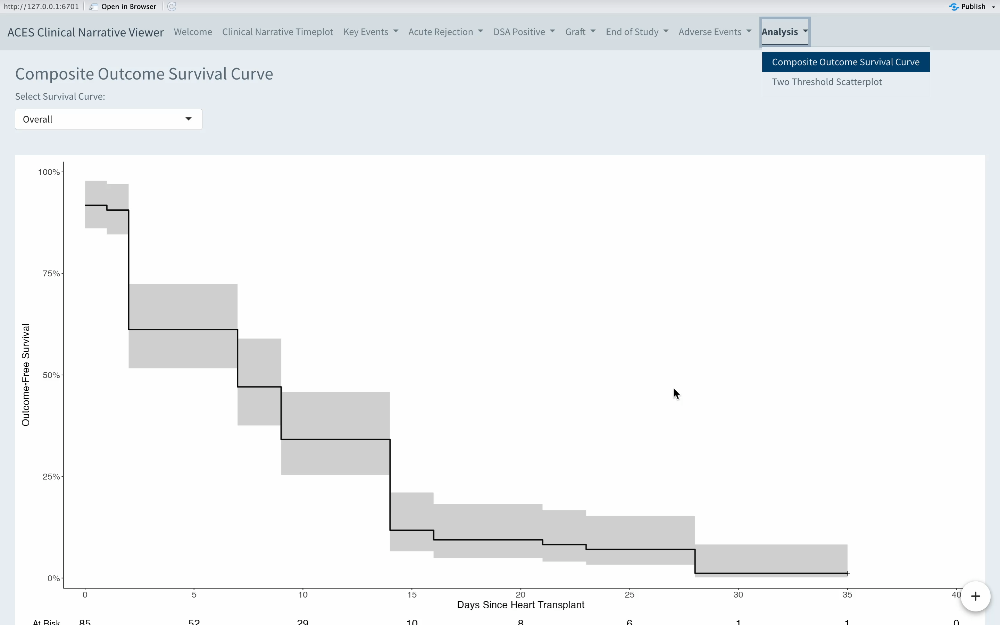 http://127.0.0.1:6701 Open in Browser Publish
ACES Clinical Narrative Viewer Welcome Clinical Narrative Timeplot Key Events Acute Rejection DSA Positive Graft End of Study Adverse Events Analysis
Composite Outcome Survival Curve
Two Threshold Scatterplot
Composite Outcome Survival Curve
Select Survival Curve:
Overall
100%
75%
50%
25%
0%
Outcome-Free Survival
0 5 10 15 20 25 30 35 40
Days Since Heart Transplant
At Risk 85 52 29 10 8 6 1 1 0